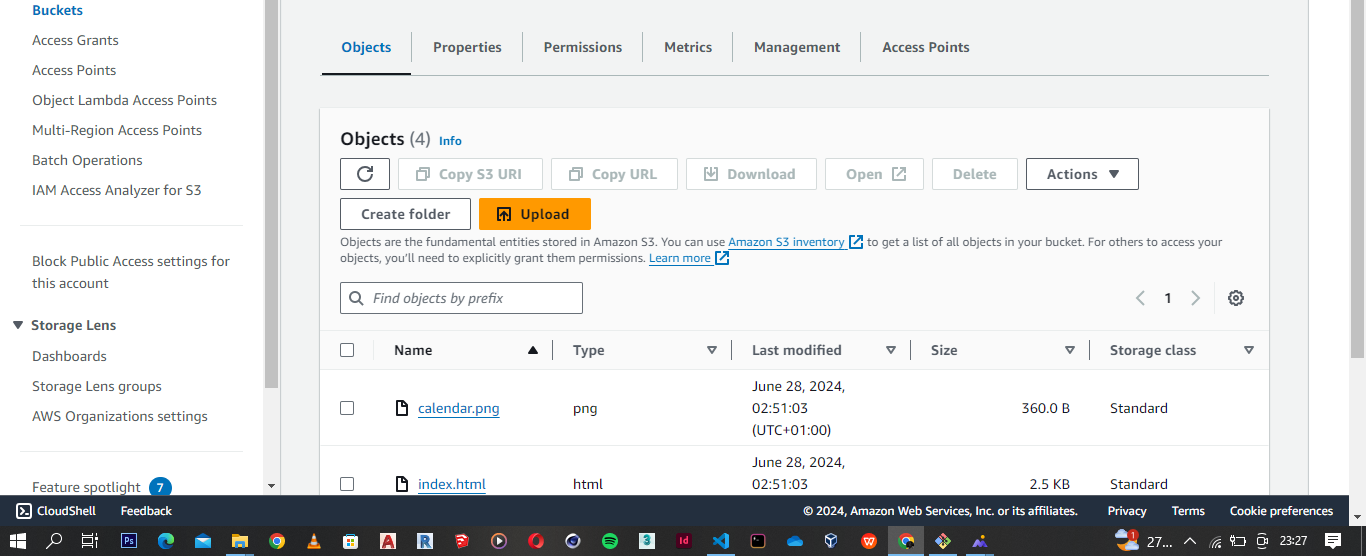 Buckets
Access Grants
Access Points
Object Lambda Access Points
Multi-Region Access Points
Batch Operations
IAM Access Analyzer for S3
Block Public Access settings for
this account
Storage Lens
Dashboards
Storage Lens groups
AWS Organizations settings
Feature spotlight 7
Objects Properties Permissions Metrics Management Access Points
Objects (4) Info
Copy S3 URI Copy URL Download Open Delete Actions
Create folder Upload
Objects are the fundamental entities stored in Amazon S3. You can use Amazon S3 inventory to get a list of all objects in your bucket. For others to access your
objects, you'll need to explicitly grant them permissions. Learn more
Find objects by prefix 1
Name Type Last modified Size Storage class
June 28, 2024,
calendar.png png 02:51:03 360.0 B Standard
(UTC+01:00)
June 28, 2024,
index.html html 02:51:03 2.5 KB Standard
CloudShell Feedback © 2024, Amazon Web Services, Inc. or its affiliates. Privacy Terms Cookie preferences
Ps A R 3 Id 1 27... 23:27